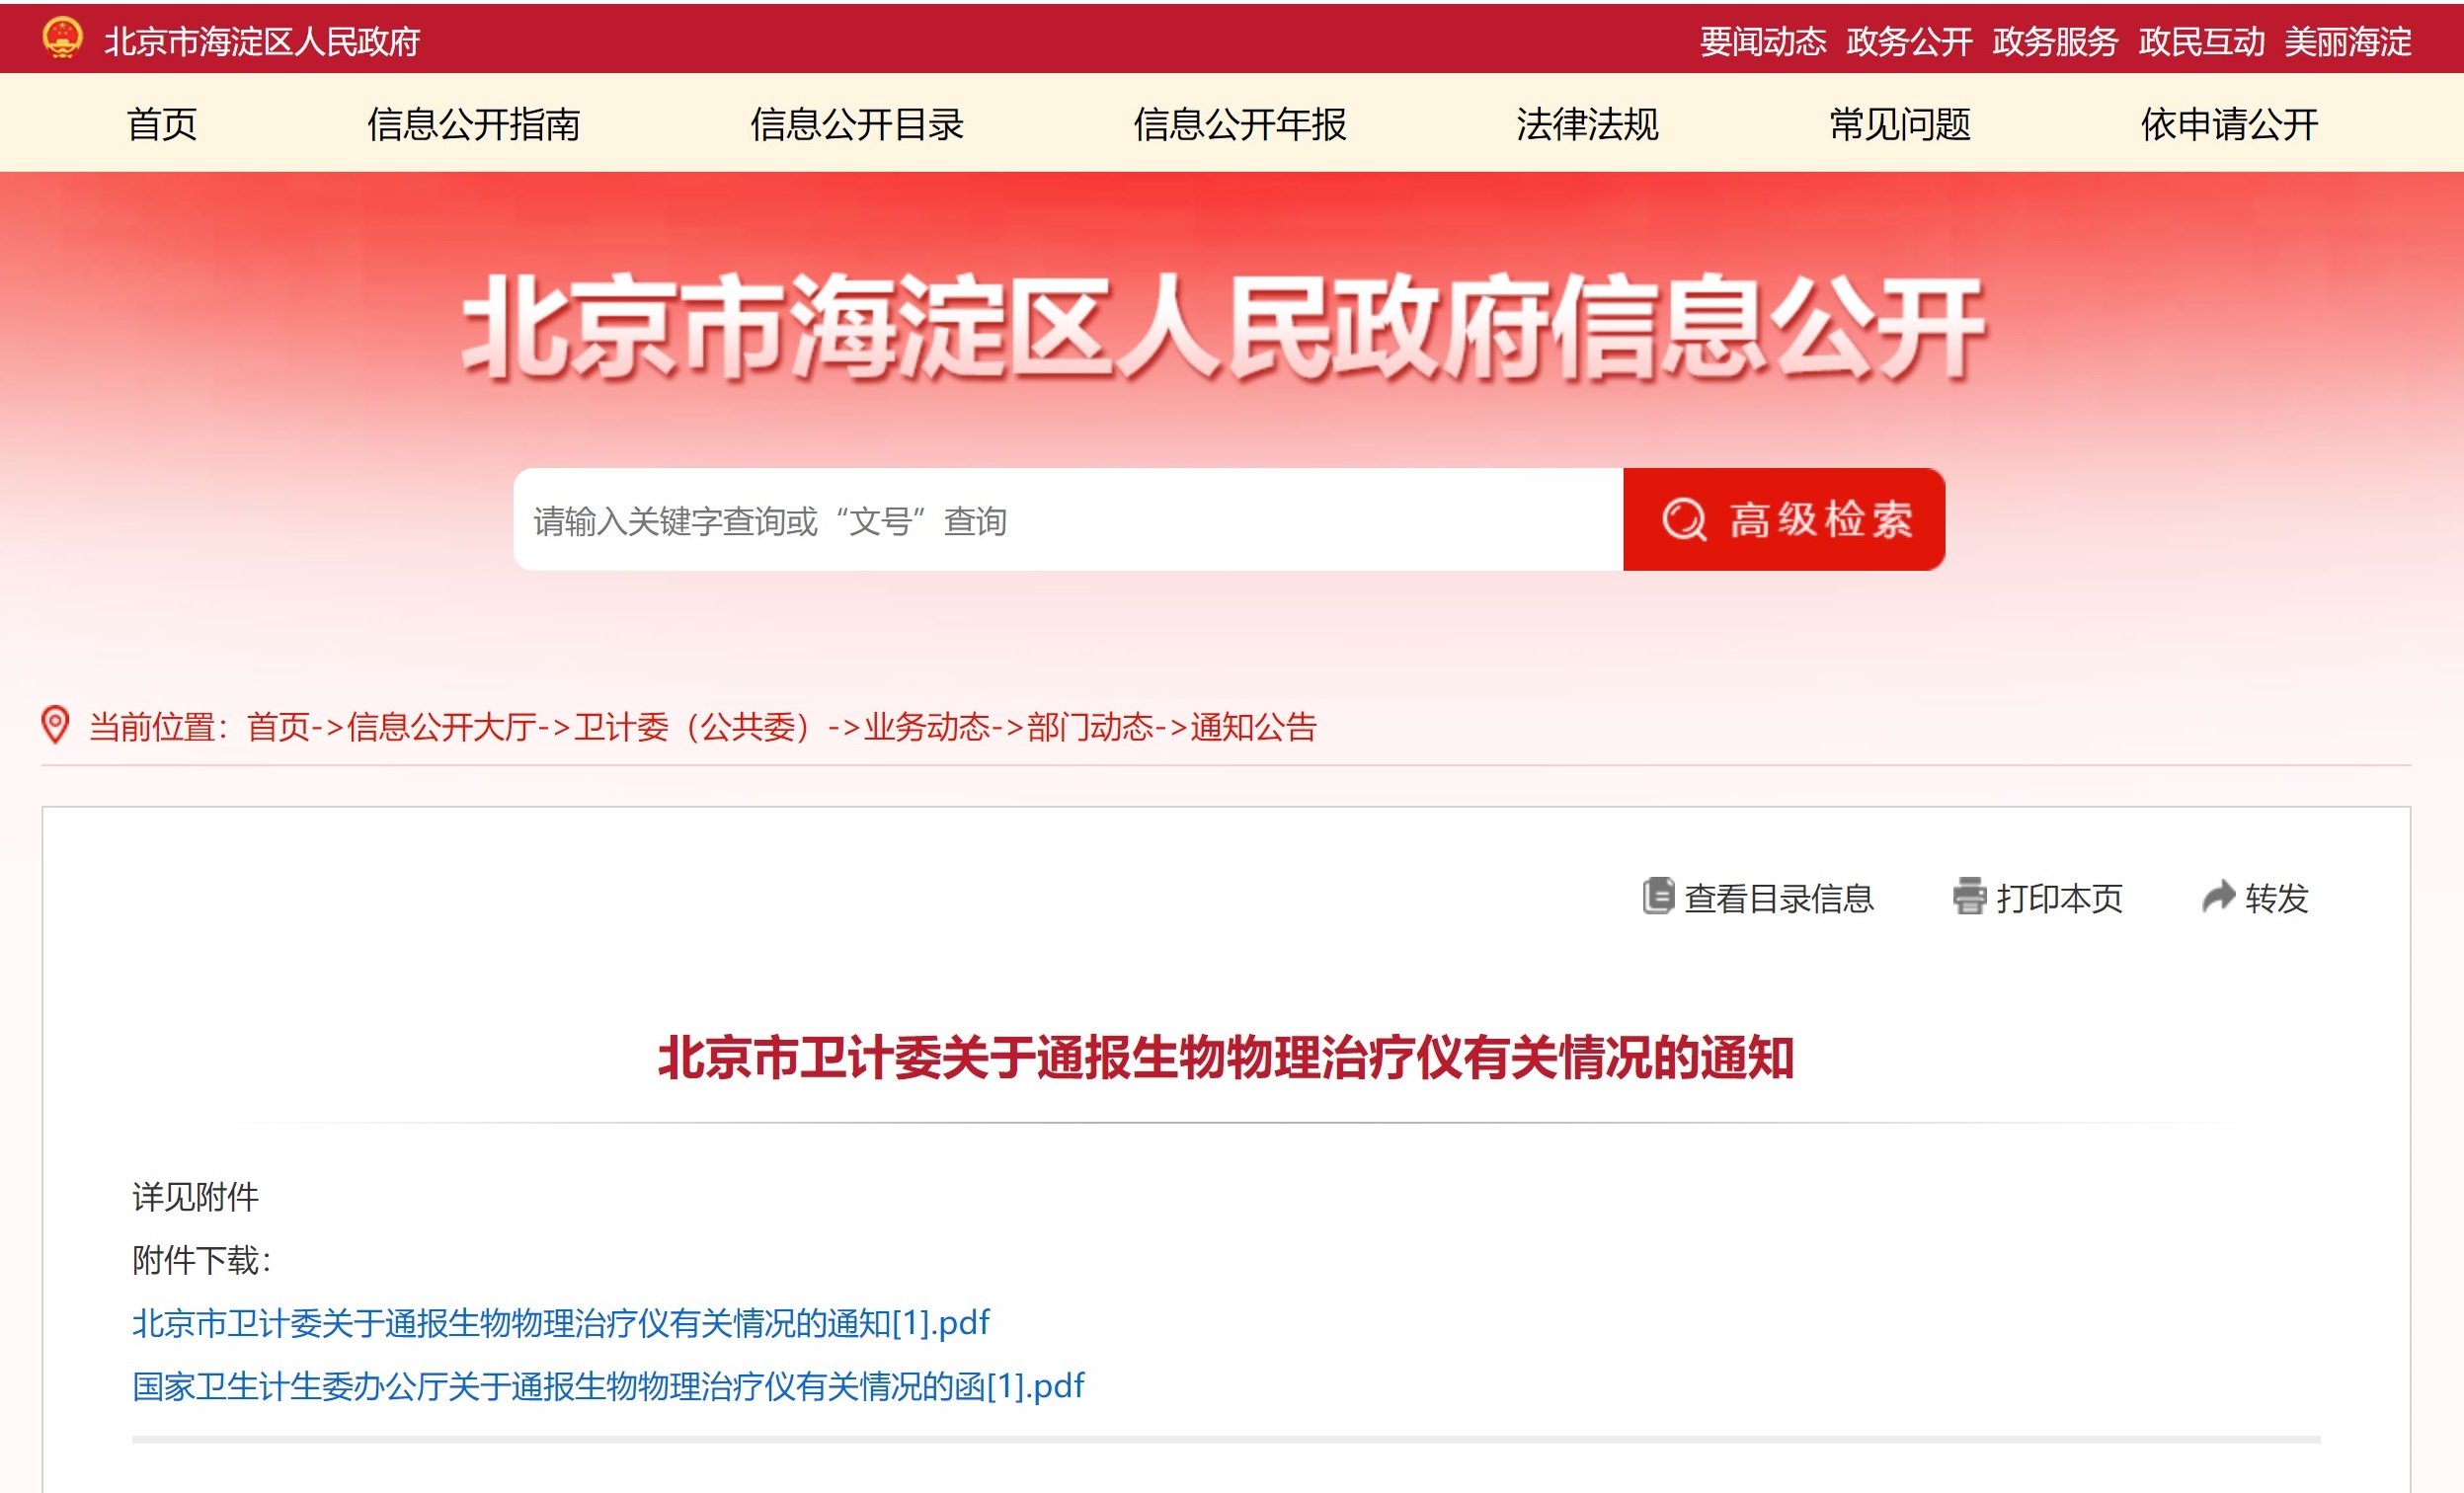 北京市海淀区人民政府 要闻动态 政务公开 政务服务 政民互动 美丽海淀
首页 信息公开指南 信息公开目录 信息公开年报 法律法规 常见问题 依申请公开
北京市海淀区人民政府信息公开
请输入关键字查询或“文号”查询 高级检索
当前位置：首页->信息公开大厅->卫计委（公共委）->业务动态->部门动态->通知公告
查看目录信息 打印本页 转发
北京市卫计委关于通报生物物理治疗仪有关情况的通知
详见附件
附件下载：
北京市卫计委关于通报生物物理治疗仪有关情况的通知[1].pdf
国家卫生计生委办公厅关于通报生物物理治疗仪有关情况的函[1].pdf